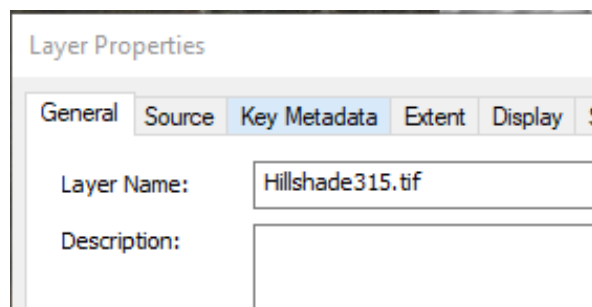 Layer Properties
General Source Key Metadata Extent Display
Layer Name: Hillshade315.tif
Description: